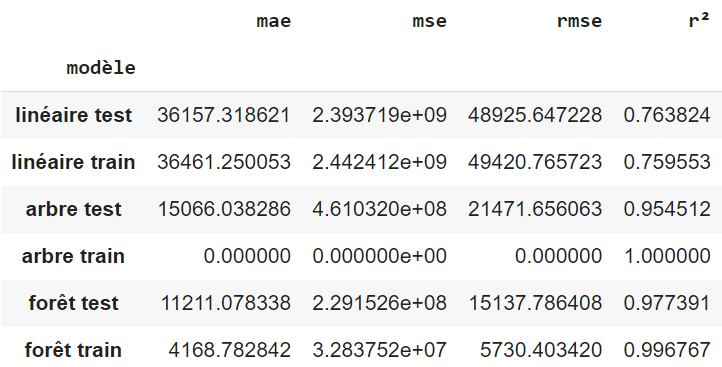 mae mse rmse r²
modèle
linéaire test 36157.318621 2.393719e+09 48925.647228 0.763824
linéaire train 36461.250053 2.442412e+09 49420.765723 0.759553
arbre test 15066.038286 4.610320e+08 21471.656063 0.954512
arbre train 0.000000 0.000000e+00 0.000000 1.000000
forêt test 11211.078338 2.291526e+08 15137.786408 0.977391
forêt train 4168.782842 3.283752e+07 5730.403420 0.996767